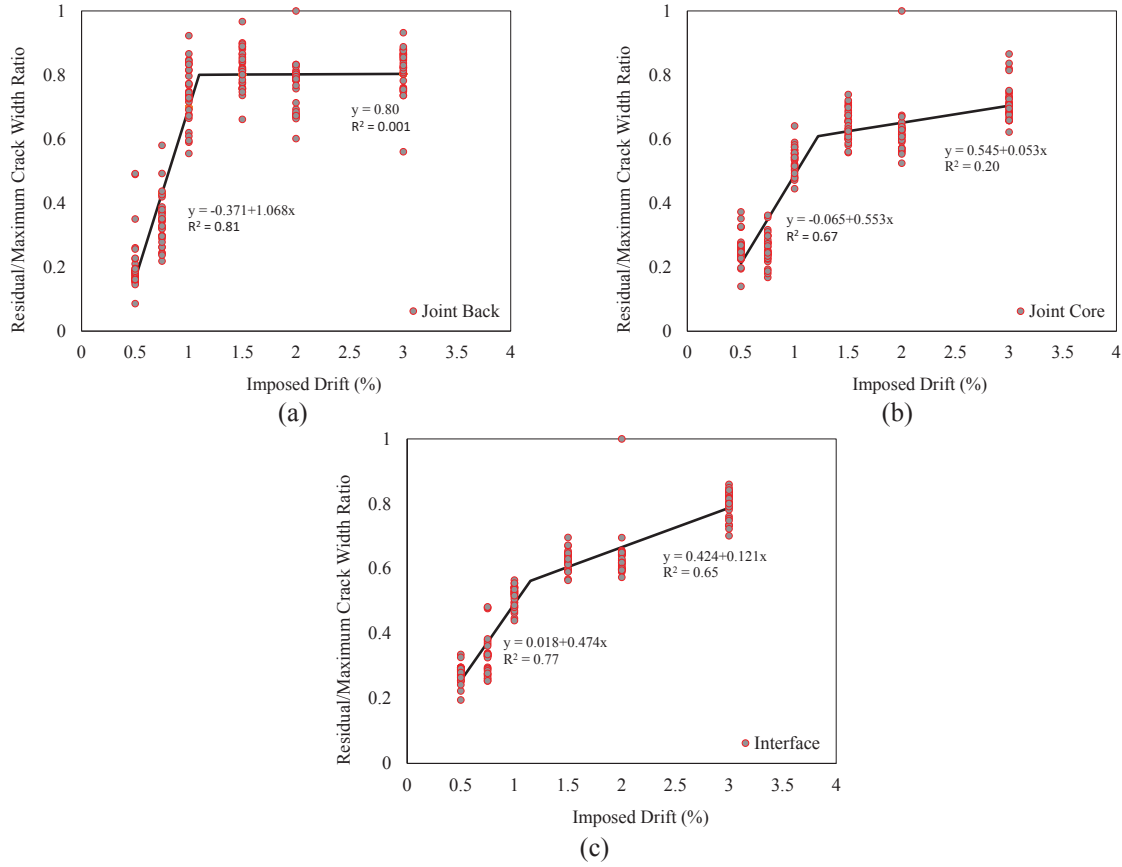 1
0.8
0.6
0.4
0.2
0
Residual/Maximum Crack Width Ratio
y = 0.80
R² = 0.001
y = -0.371+1.068x
R² = 0.81
Joint Back
0 0.5 1 1.5 2 2.5 3 3.5 4
Imposed Drift (%)
(a)
1
0.8
0.6
0.4
0.2
0
Residual/Maximum Crack Width Ratio
y = 0.545+0.053x
R² = 0.20
y = -0.065+0.553x
R² = 0.67
Joint Core
0 0.5 1 1.5 2 2.5 3 3.5 4
Imposed Drift (%)
(b)
1
0.8
0.6
0.4
0.2
0
Residual/Maximum Crack Width Ratio
y = 0.424+0.121x
R² = 0.65
y = 0.018+0.474x
R² = 0.77
Interface
0 0.5 1 1.5 2 2.5 3 3.5 4
Imposed Drift (%)
(c)